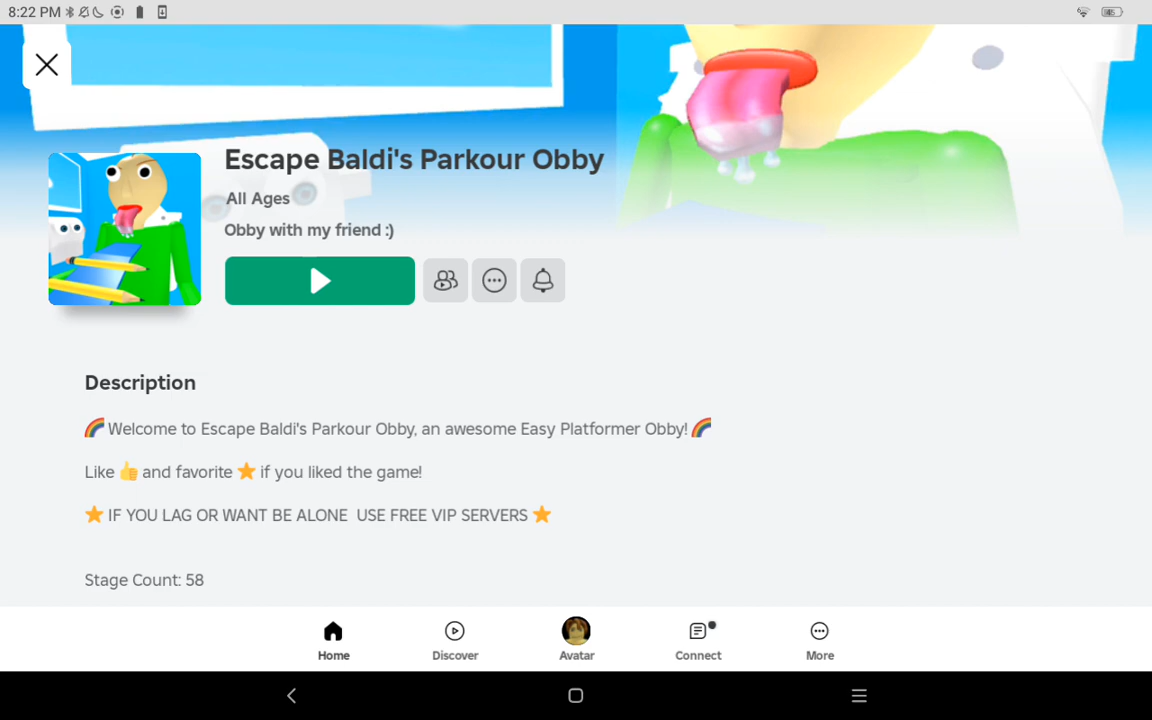 8:22 PM
Escape Baldi's Parkour Obby
All Ages
Obby with my friend :)
Description
🌈 Welcome to Escape Baldi's Parkour Obby, an awesome Easy Platformer Obby! 🌈
Like 👍 and favorite ⭐ if you liked the game!
⭐ IF YOU LAG OR WANT BE ALONE USE FREE VIP SERVERS ⭐
Stage Count: 58
Home
Discover
Avatar
Connect
More